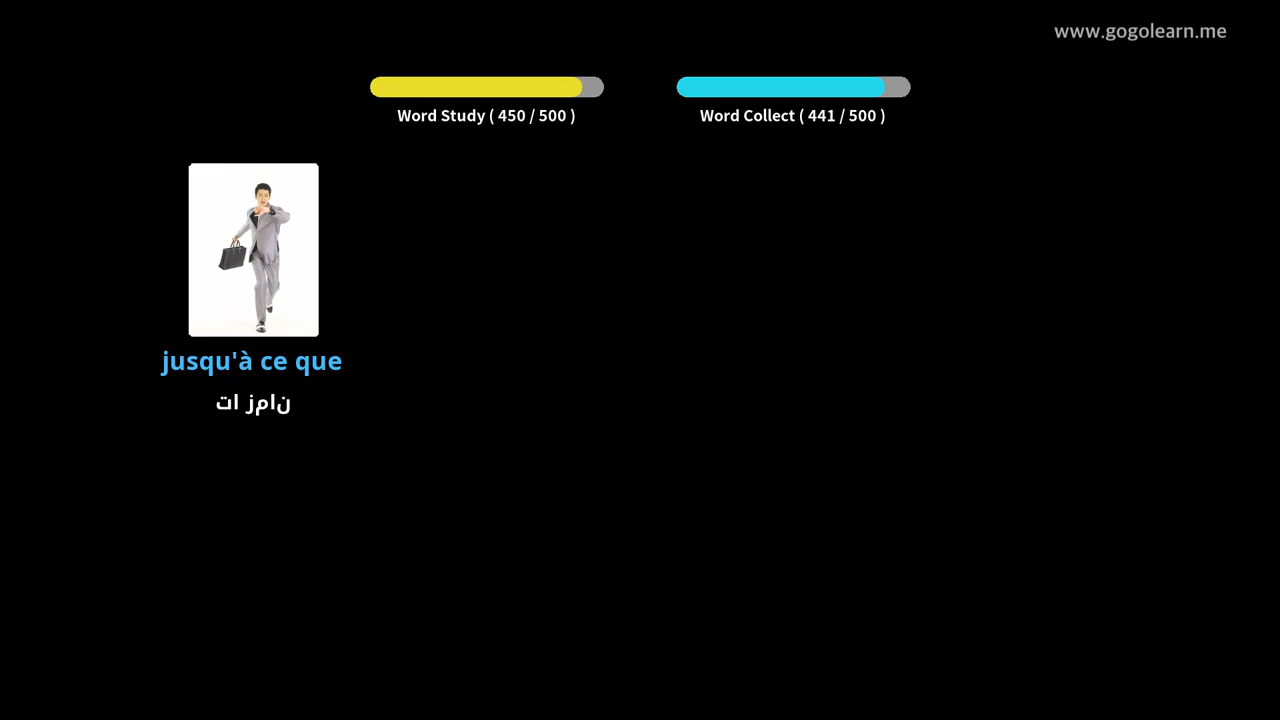 www.gogolearn.me
Word Study ( 450 / 500 )
Word Collect ( 441 / 500 )
jusqu'à ce que
تا زمان